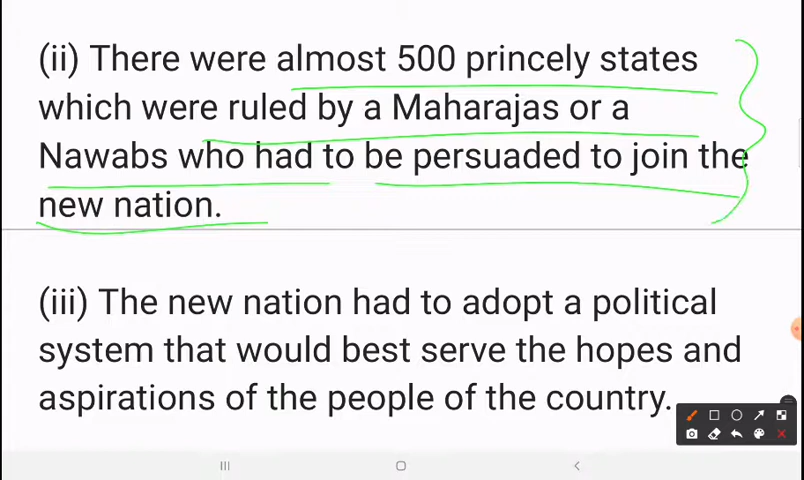 (ii) There were almost 500 princely states
which were ruled by a Maharajas or a
Nawabs who had to be persuaded to join the
new nation.
(iii) The new nation had to adopt a political
system that would best serve the hopes and
aspirations of the people of the country.